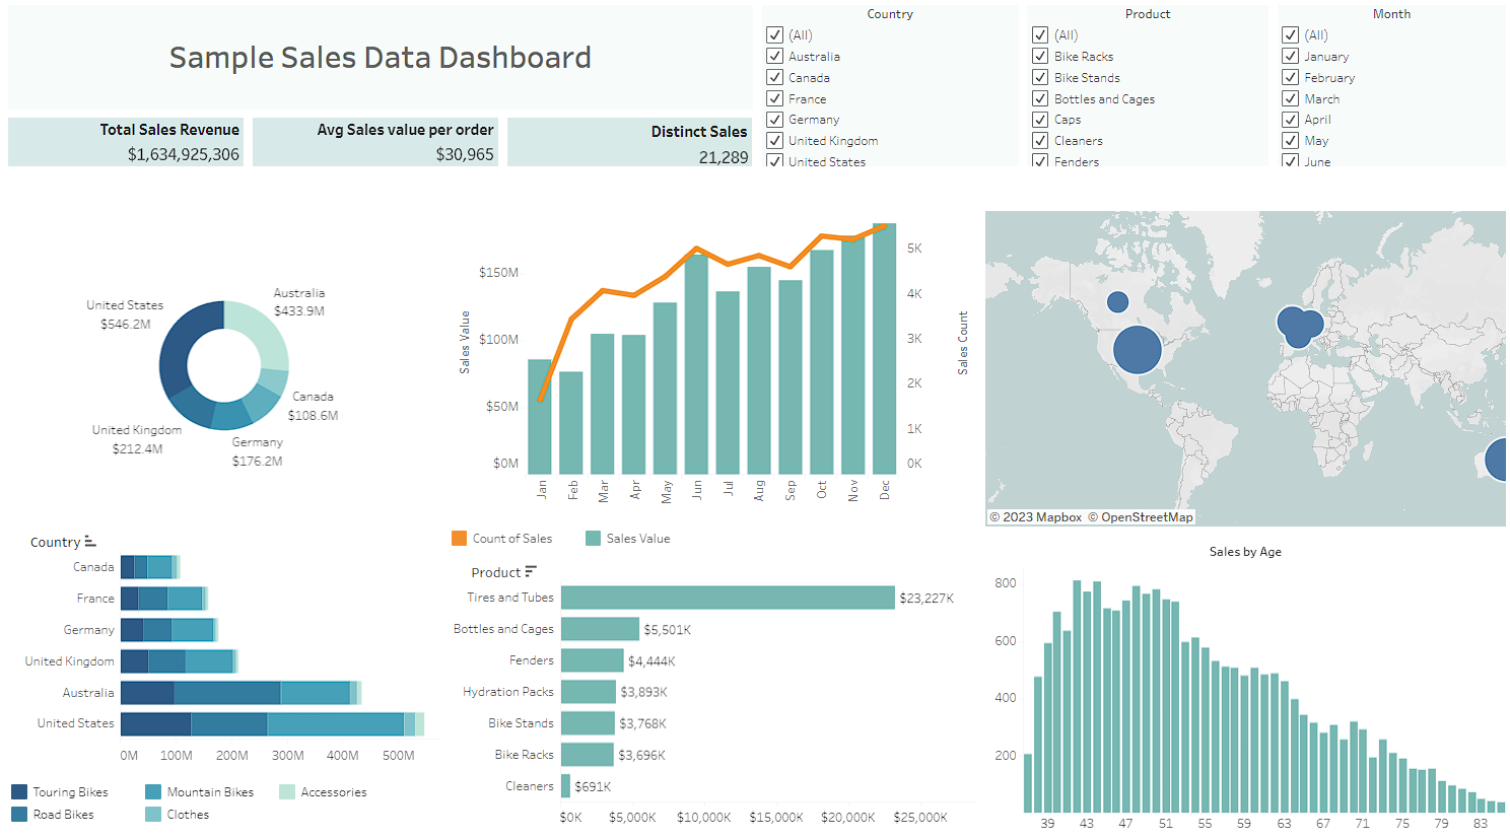 Sample Sales Data Dashboard
Total Sales Revenue
$1,634,925,306
Avg Sales value per order
$30,965
Distinct Sales
21,289
Country
(All)
Australia
Canada
France
Germany
United Kingdom
United States
Product
(All)
Bike Racks
Bike Stands
Bottles and Cages
Caps
Cleaners
Fenders
Month
(All)
January
February
March
April
May
June
United States
$546.2M
Australia
$433.9M
Canada
$108.6M
Germany
$176.2M
United Kingdom
$212.4M
Sales Value
$150M
$100M
$50M
$0M
5K
4K
3K
2K
1K
0K
Sales Count
Jan
Feb
Mar
Apr
May
Jun
Jul
Aug
Sep
Oct
Nov
Dec
Count of Sales
Sales Value
© 2023 Mapbox © OpenStreetMap
Country
Canada
France
Germany
United Kingdom
Australia
United States
0M 100M 200M 300M 400M 500M
Touring Bikes
Mountain Bikes
Accessories
Road Bikes
Clothes
Product
Tires and Tubes $23,227K
Bottles and Cages $5,501K
Fenders $4,444K
Hydration Packs $3,893K
Bike Stands $3,768K
Bike Racks $3,696K
Cleaners $691K
$0K $5,000K $10,000K $15,000K $20,000K $25,000K
Sales by Age
800
600
400
200
39 43 47 51 55 59 63 67 71 75 79 83